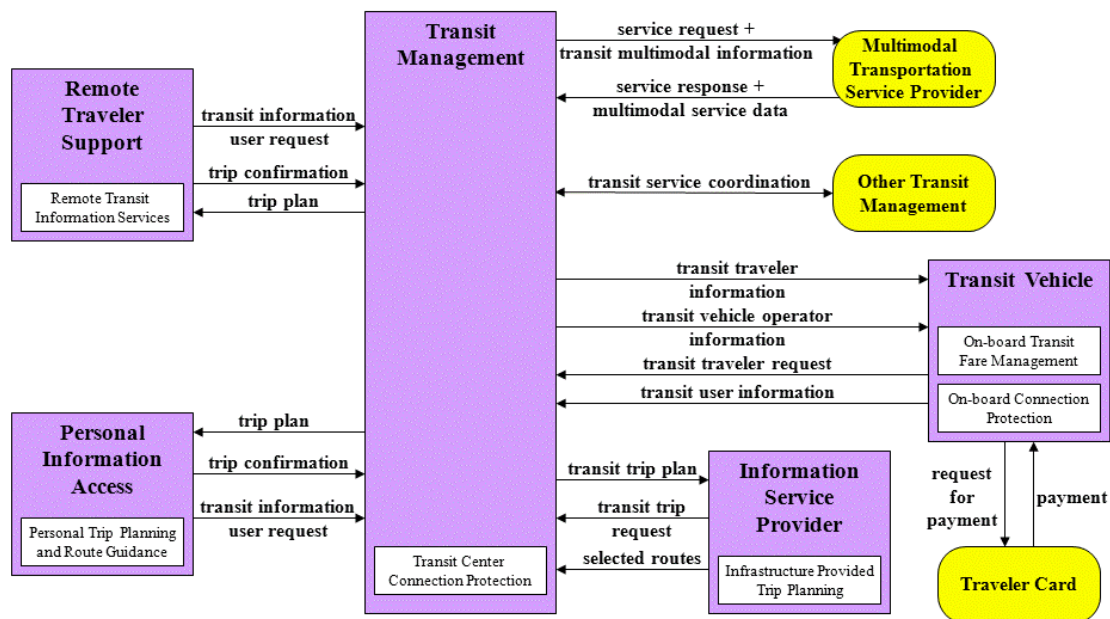 Transit
Management
service request +
transit multimodal information
service response +
multimodal service data
Multimodal
Transportation
Service Provider
Remote
Traveler
Support
Remote Transit
Information Services
transit information
user request
trip confirmation
trip plan
transit service coordination
Other Transit
Management
transit traveler
information
transit vehicle operator
information
transit traveler request
transit user information
Transit Vehicle
On-board Transit
Fare Management
On-board Connection
Protection
Personal
Information
Access
Personal Trip Planning
and Route Guidance
trip plan
trip confirmation
transit information
user request
Transit Center
Connection Protection
transit trip plan
transit trip
request
selected routes
Information
Service
Provider
Infrastructure Provided
Trip Planning
request
for
payment
payment
Traveler Card